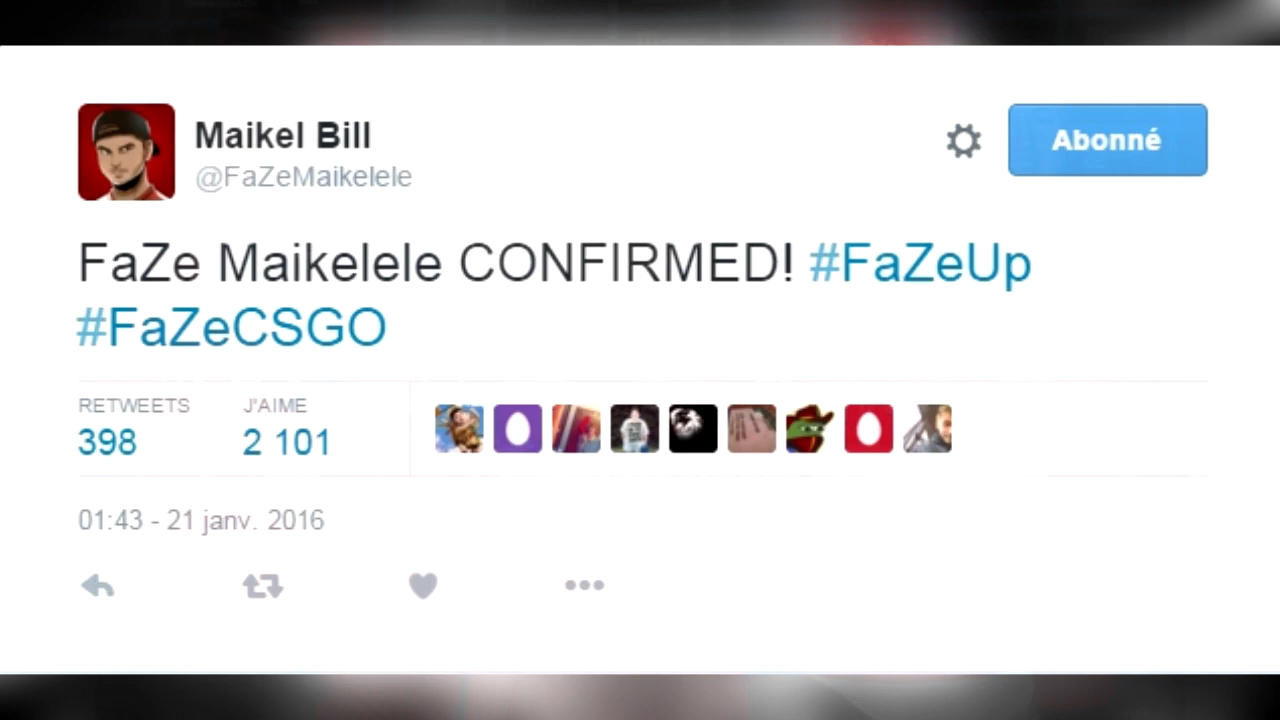 Maikel Bill
@FaZeMaikelele
Abonné
FaZe Maikelele CONFIRMED! #FaZeUp
#FaZeCSGO
RETWEETS J'AIME
398 2 101
01:43 - 21 janv. 2016